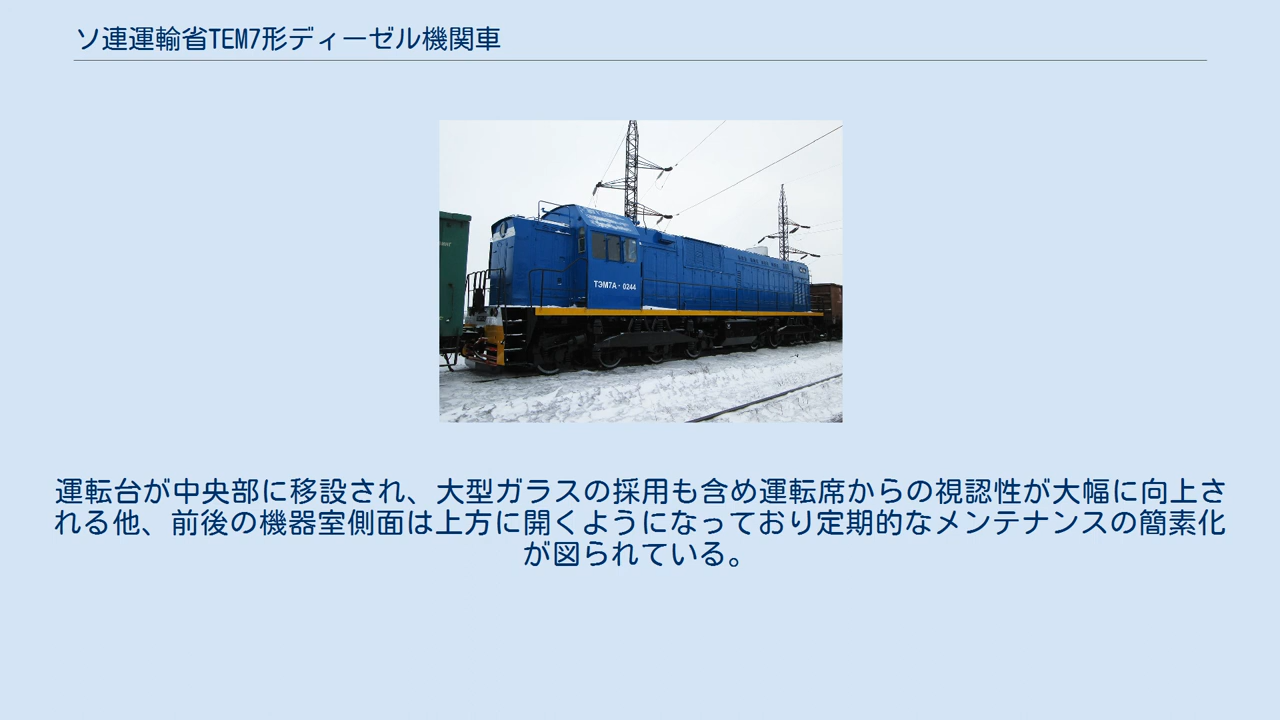 ソ連運輸省TEM7形ディーゼル機関車
ТЭМ7А · 0244
運転台が中央部に移設され、大型ガラスの採用も含め運転席からの視認性が大幅に向上さ
れる他、前後の機器室側面は上方に開くようになっており定期的なメンテナンスの簡素化
が図られている。